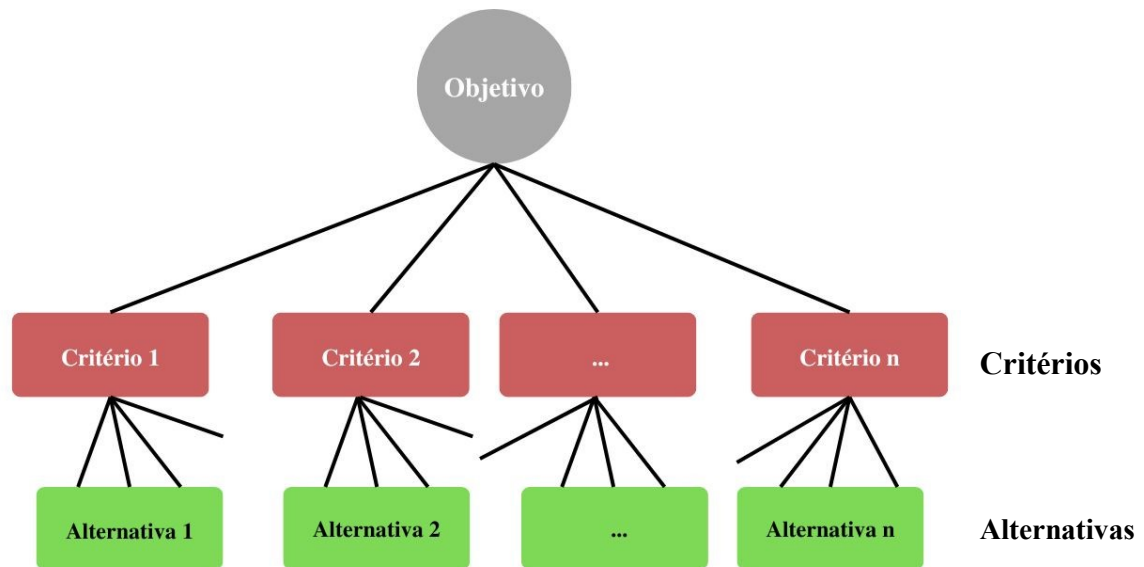 Objetivo
Critério 1
Critério 2
...
Critério n
Critérios
Alternativa 1
Alternativa 2
...
Alternativa n
Alternativas